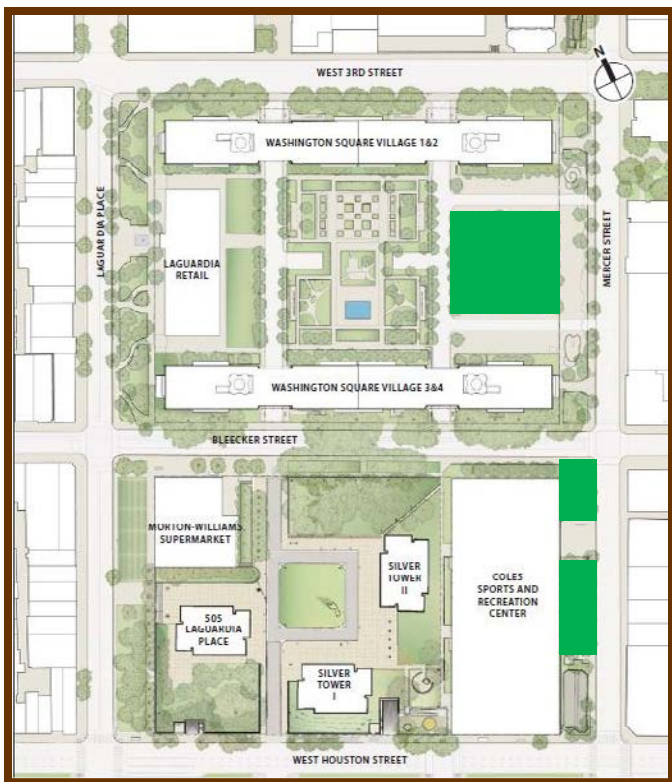 N
WEST 3RD STREET
WASHINGTON SQUARE VILLAGE 1&2
LAGUARDIA PLACE
LAGUARDIA
RETAIL
MERCER STREET
WASHINGTON SQUARE VILLAGE 3&4
BLEECKER STREET
MORTON-WILLIAMS
SUPERMARKET
SILVER
TOWER
II
COLES
SPORTS AND
RECREATION
CENTER
505
LAGUARDIA
PLACE
SILVER
TOWER
I
WEST HOUSTON STREET